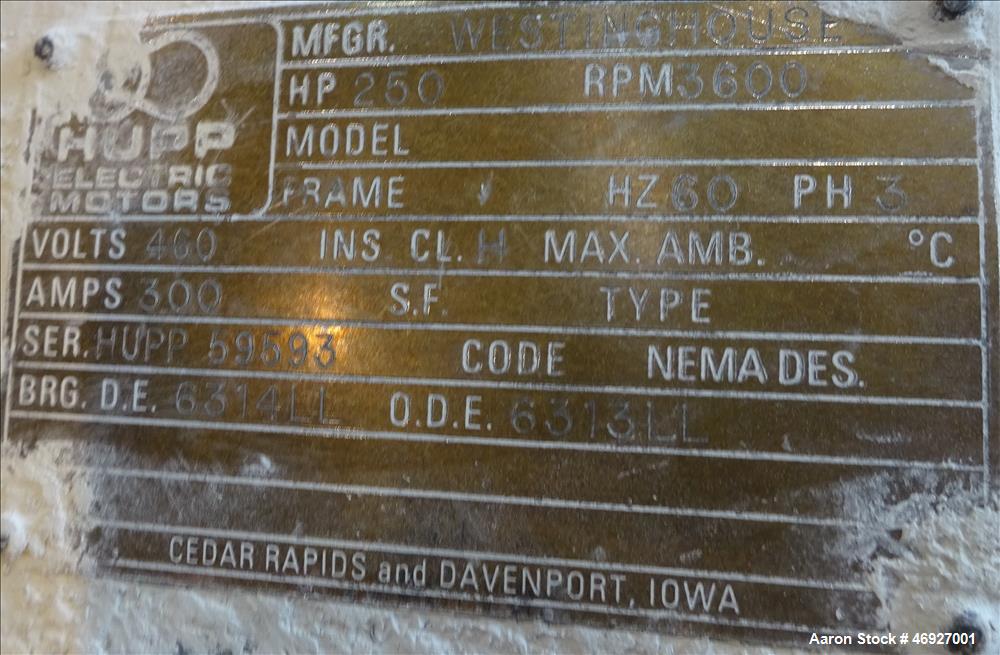 HUPP
ELECTRIC
MOTORS
MFGR. WESTINGHOUSE
HP 250 RPM 3600
MODEL
FRAME HZ 60 PH 3
VOLTS 460 INS CL. H MAX. AMB. °C
AMPS 300 S.F. TYPE
SER. HUPP 59593 CODE NEMA DES.
BRG. D.E. 6314LL O.D.E. 6313LL
CEDAR RAPIDS and DAVENPORT, IOWA
Aaron Stock # 46927001